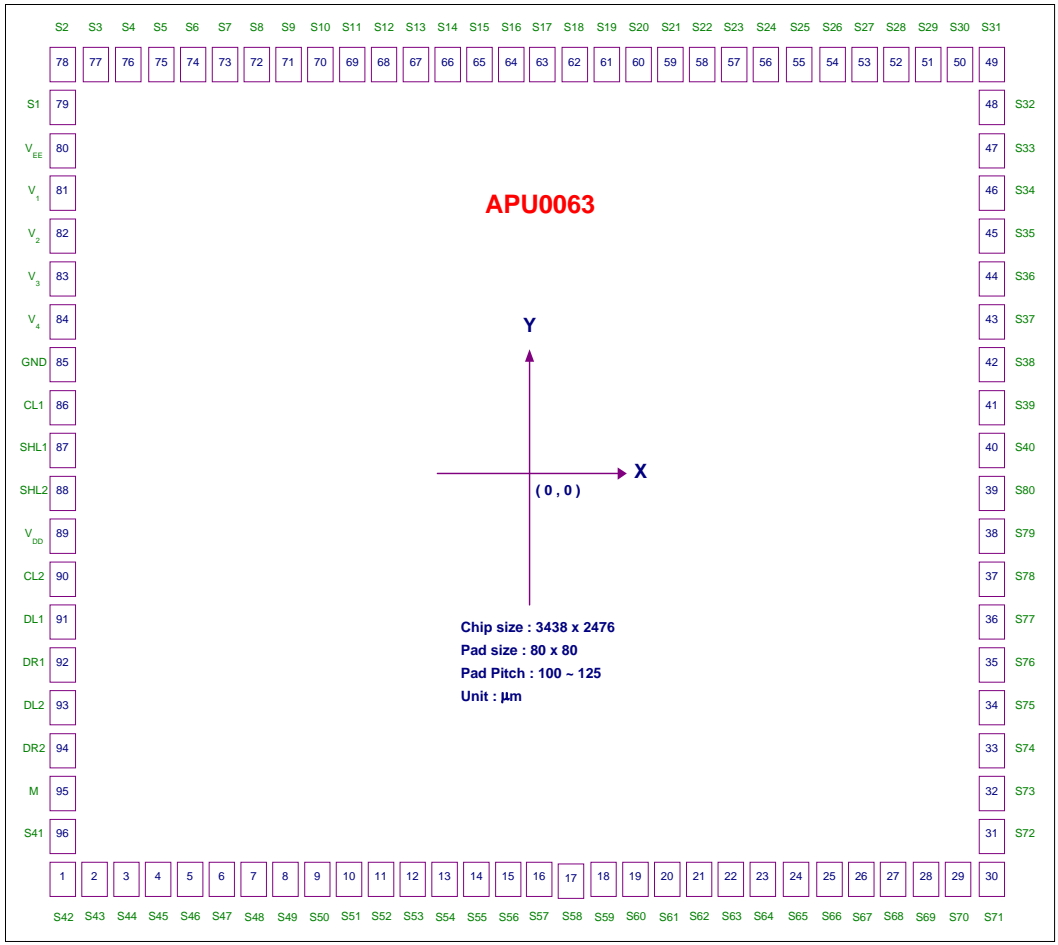 S2 S3 S4 S5 S6 S7 S8 S9 S10 S11 S12 S13 S14 S15 S16 S17 S18 S19 S20 S21 S22 S23 S24 S25 S26 S27 S28 S29 S30 S31
78 77 76 75 74 73 72 71 70 69 68 67 66 65 64 63 62 61 60 59 58 57 56 55 54 53 52 51 50 49
S1 79 48 S32
VEE 80 47 S33
V1 81 46 S34
APU0063
V2 82 45 S35
V3 83 44 S36
V4 84 43 S37
Y
GND 85 42 S38
CL1 86 41 S39
SHL1 87 40 S40
X
SHL2 88 39 S80
( 0 , 0 )
VDD 89 38 S79
CL2 90 37 S78
DL1 91 36 S77
Chip size : 3438 x 2476
Pad size : 80 x 80
DR1 92 35 S76
Pad Pitch : 100 ~ 125
Unit : μm
DL2 93 34 S75
DR2 94 33 S74
M 95 32 S73
S41 96 31 S72
1 2 3 4 5 6 7 8 9 10 11 12 13 14 15 16 17 18 19 20 21 22 23 24 25 26 27 28 29 30
S42 S43 S44 S45 S46 S47 S48 S49 S50 S51 S52 S53 S54 S55 S56 S57 S58 S59 S60 S61 S62 S63 S64 S65 S66 S67 S68 S69 S70 S71